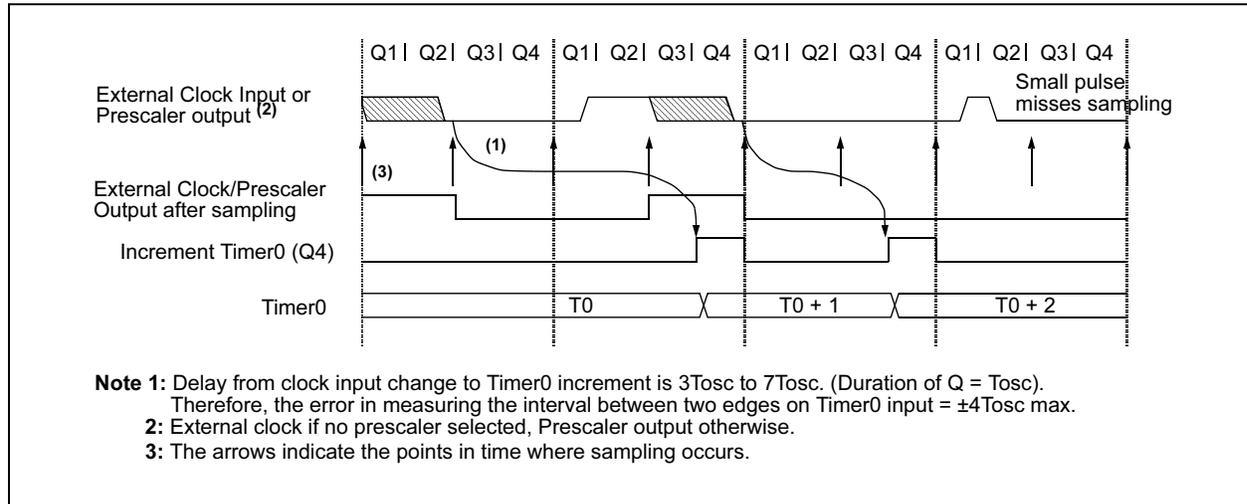 Q1| Q2| Q3| Q4 Q1| Q2| Q3| Q4 Q1| Q2| Q3| Q4 Q1| Q2| Q3| Q4
External Clock Input or
Prescaler output (2)
Small pulse
misses sampling
(1)
(3)
External Clock/Prescaler
Output after sampling
Increment Timer0 (Q4)
Timer0
T0 T0 + 1 T0 + 2
Note 1: Delay from clock input change to Timer0 increment is 3Tosc to 7Tosc. (Duration of Q = Tosc).
Therefore, the error in measuring the interval between two edges on Timer0 input = ±4Tosc max.
2: External clock if no prescaler selected, Prescaler output otherwise.
3: The arrows indicate the points in time where sampling occurs.